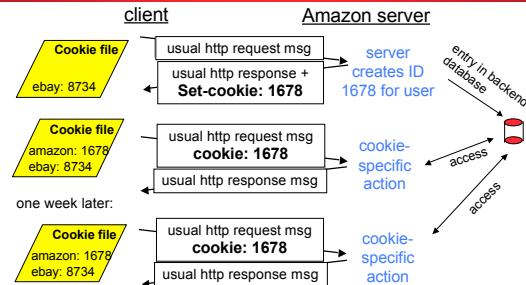 client
Amazon server
Cookie file
ebay: 8734
usual http request msg
usual http response +
Set-cookie: 1678
server
creates ID
1678 for user
entry in backend
database
Cookie file
amazon: 1678
ebay: 8734
usual http request msg
cookie: 1678
usual http response msg
cookie-
specific
action
access
one week later:
access
Cookie file
amazon: 1678
ebay: 8734
usual http request msg
cookie: 1678
usual http response msg
cookie-
specific
action